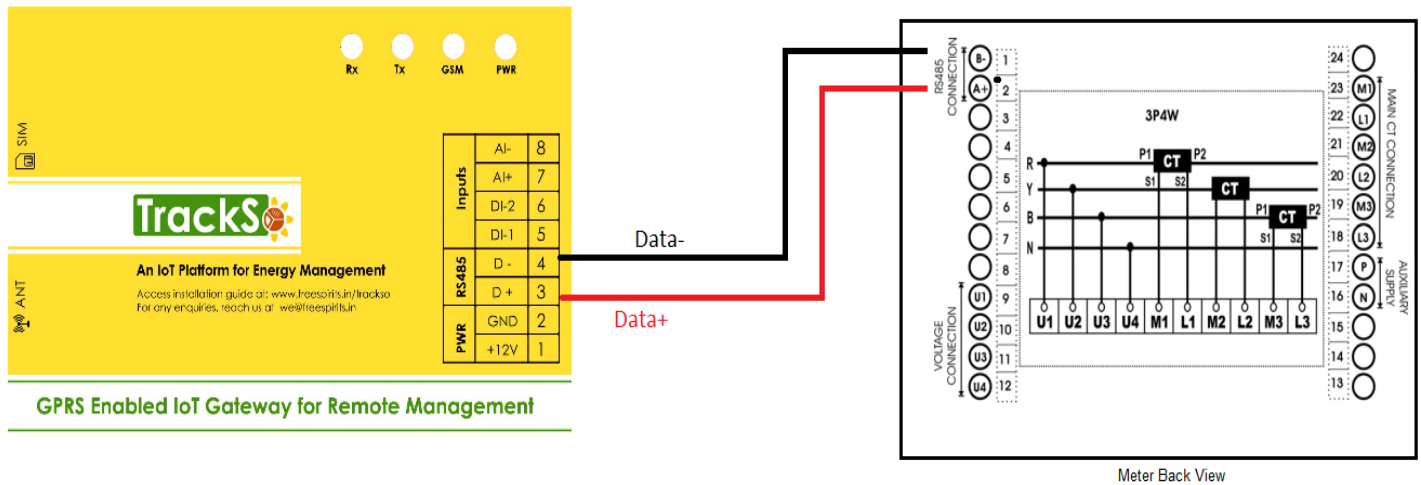 Rx Tx GSM PWR
SIM
TrackSo
An IoT Platform for Energy Management
Access installation guide at: www.freespirits.in/trackso
For any enquiries, reach us at we@freespirits.in
ANT
Inputs
AI- 8
AI+ 7
DI-2 6
DI-1 5
RS485
D - 4
D + 3
PWR
GND 2
+12V 1
GPRS Enabled IoT Gateway for Remote Management
Data-
Data+
RS485
CONNECTION
B- 1
A+ 2
3
4
5
6
7
8
U1 9
U2 10
U3 11
U4 12
VOLTAGE
CONNECTION
3P4W
P1 CT P2
R
S1 S2
Y
CT
P1 CT P2
B
S1 S2
N
U1 U2 U3 U4 M1 L1 M2 L2 M3 L3
24
23 M1
22 L1
21 M2
20 L2
19 M3
18 L3
17 P
16 N
15
14
13
MAIN CT CONNECTION
AUXILIARY
SUPPLY
Meter Back View